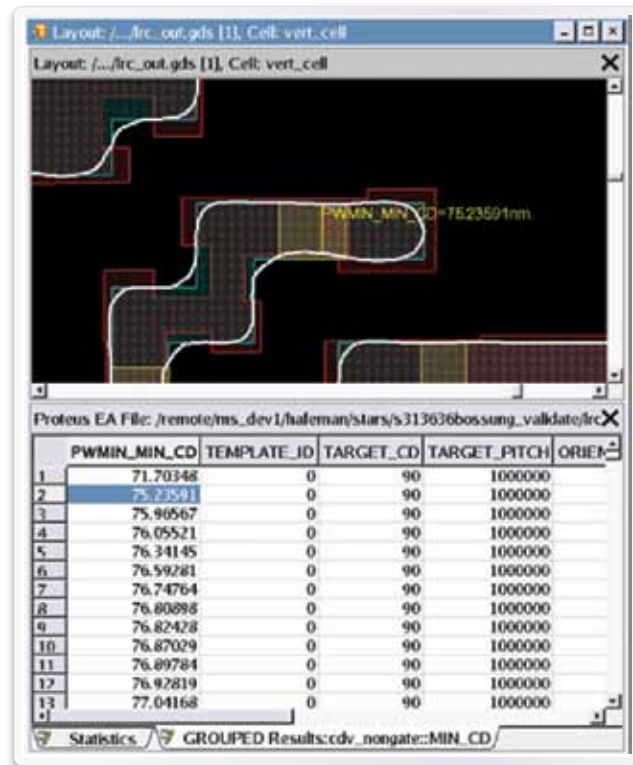 Layout: /.../lrc_out.gds [1], Cell: vert_cell
Layout: /.../lrc_out.gds [1], Cell: vert_cell
PWMIN_MIN_CD=75.23591nm.
Proteus EA File: /remote/ms_dev1/hafeman/stars/s313636bossung_validate/lrc
PWMIN_MIN_CD TEMPLATE_ID TARGET_CD TARGET_PITCH ORIEN
1 71.70348 0 90 1000000
2 75.23591 0 90 1000000
3 75.96567 0 90 1000000
4 76.05521 0 90 1000000
5 76.34145 0 90 1000000
6 76.59281 0 90 1000000
7 76.74764 0 90 1000000
8 76.80898 0 90 1000000
9 76.82428 0 90 1000000
10 76.87029 0 90 1000000
11 76.89784 0 90 1000000
12 76.92819 0 90 1000000
13 77.04168 0 90 1000000
Statistics GROUPED Results:cdv_nongate::MIN_CD